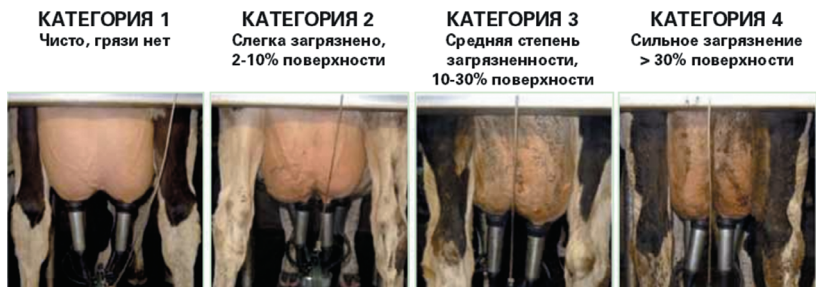 КАТЕГОРИЯ 1
Чисто, грязи нет
КАТЕГОРИЯ 2
Слегка загрязнено,
2-10% поверхности
КАТЕГОРИЯ 3
Средняя степень
загрязненности,
10-30% поверхности
КАТЕГОРИЯ 4
Сильное загрязнение
> 30% поверхности